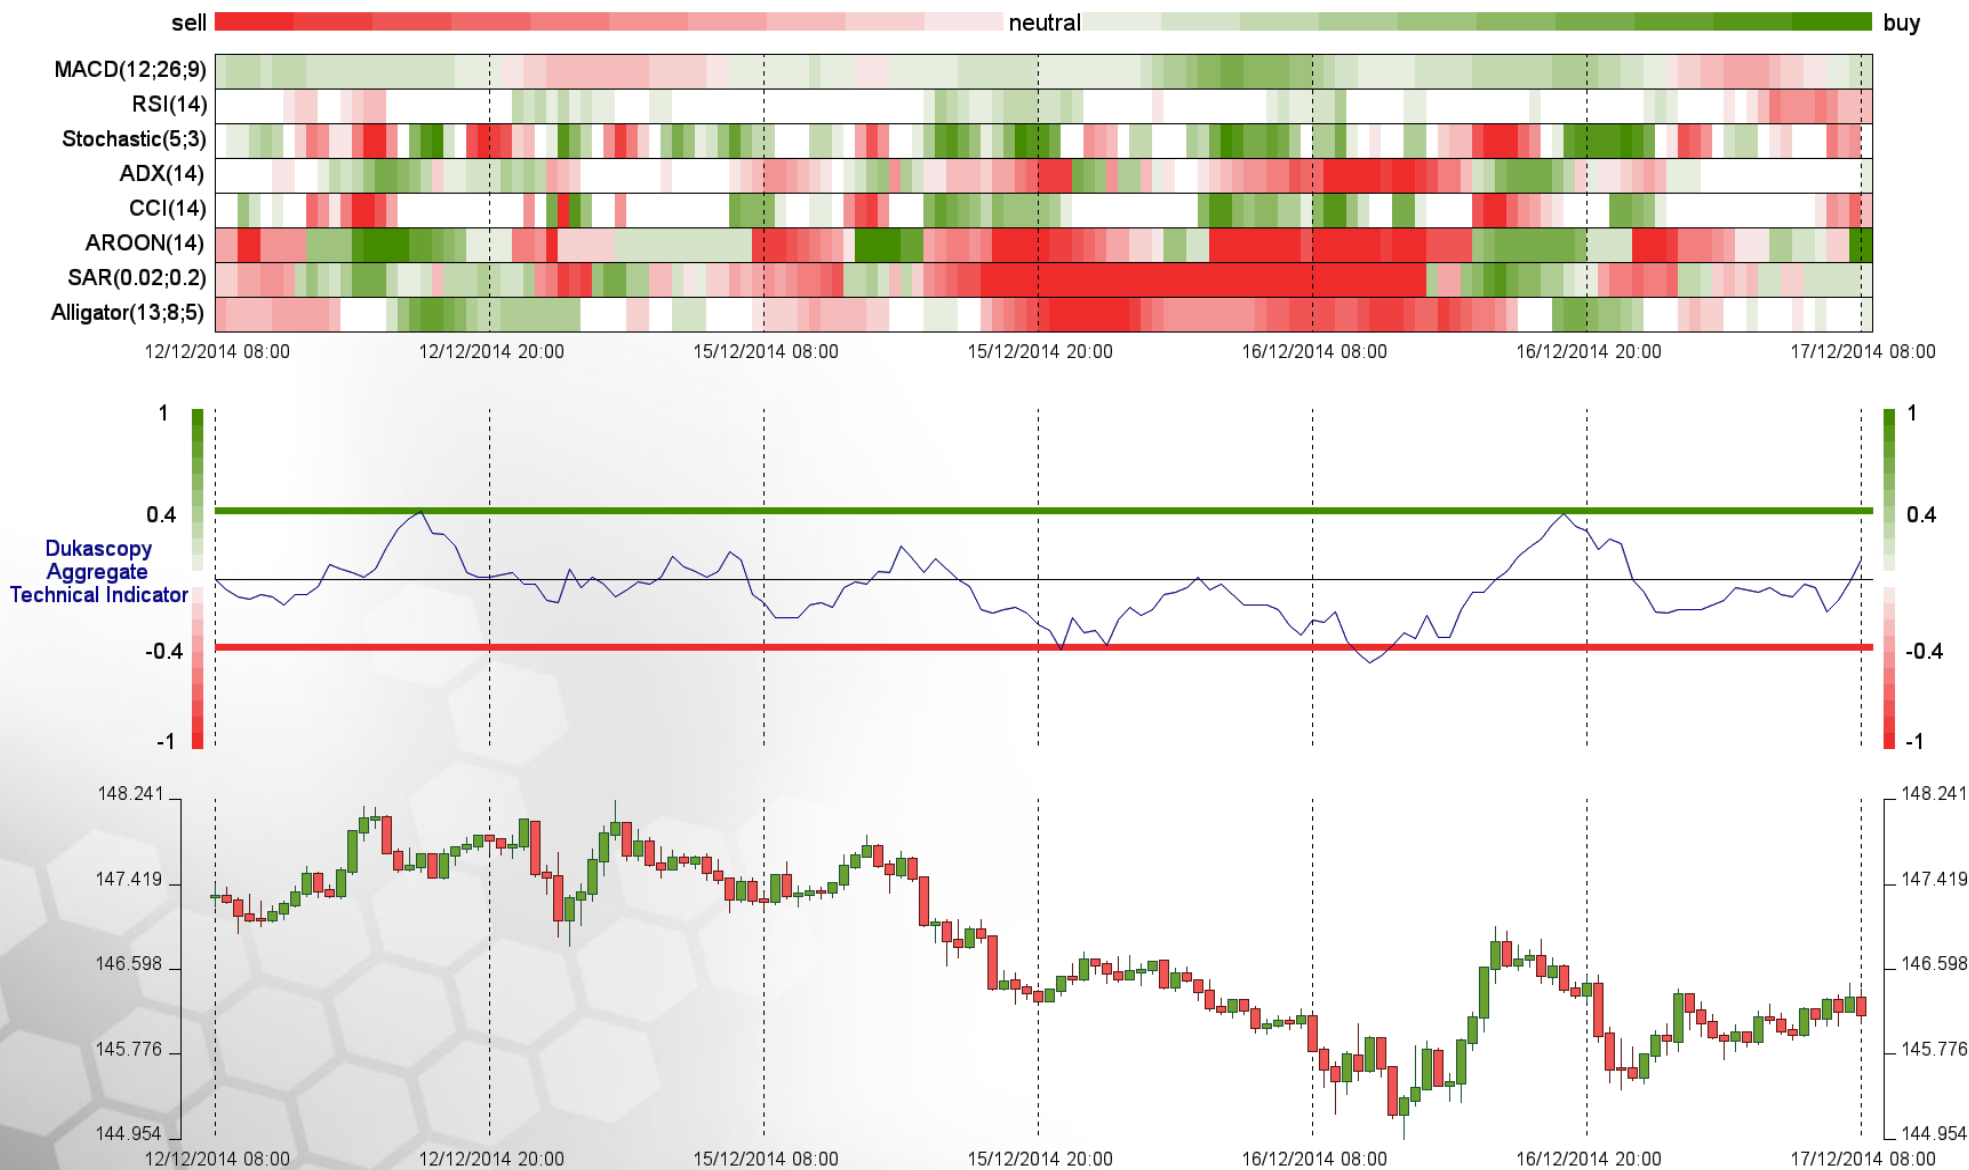 sell neutral buy
MACD(12;26;9)
RSI(14)
Stochastic(5;3)
ADX(14)
CCI(14)
AROON(14)
SAR(0.02;0.2)
Alligator(13;8;5)
12/12/2014 08:00 12/12/2014 20:00 15/12/2014 08:00 15/12/2014 20:00 16/12/2014 08:00 16/12/2014 20:00 17/12/2014 08:00
1 1
0.4 0.4
Dukascopy
Aggregate
Technical Indicator
-0.4 -0.4
-1 -1
148.241 148.241
147.419 147.419
146.598 146.598
145.776 145.776
144.954 144.954
12/12/2014 08:00 12/12/2014 20:00 15/12/2014 08:00 15/12/2014 20:00 16/12/2014 08:00 16/12/2014 20:00 17/12/2014 08:00